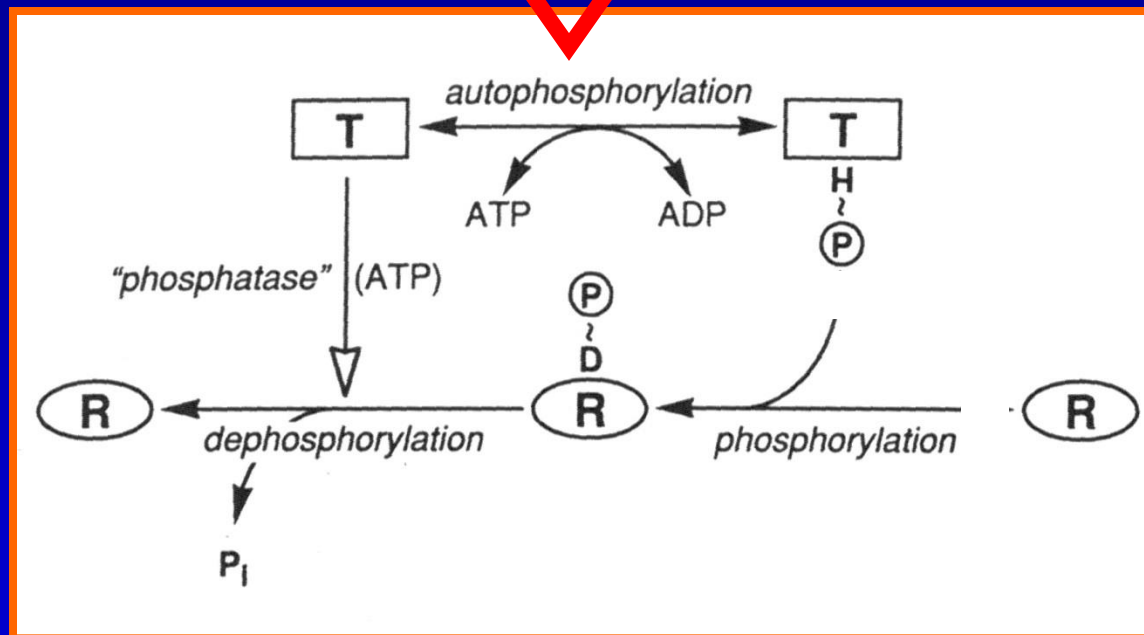 autophosphorylation
T
T
H
~
P
ATP
ADP
"phosphatase"
(ATP)
P
~
D
R
R
R
dephosphorylation
phosphorylation
Pi